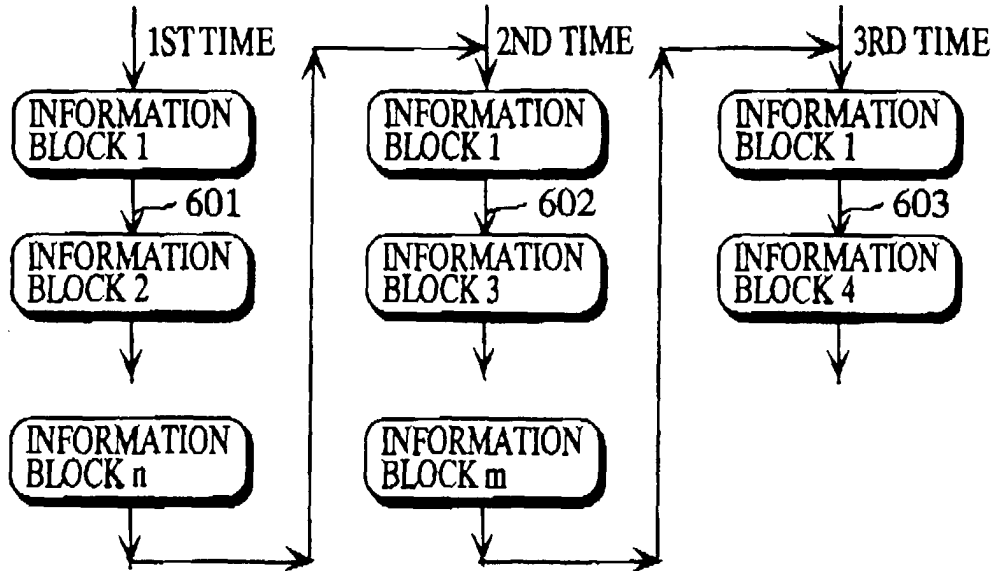 1ST TIME
INFORMATION
BLOCK 1
601
INFORMATION
BLOCK 2
INFORMATION
BLOCK n
2ND TIME
INFORMATION
BLOCK 1
602
INFORMATION
BLOCK 3
INFORMATION
BLOCK m
3RD TIME
INFORMATION
BLOCK 1
603
INFORMATION
BLOCK 4